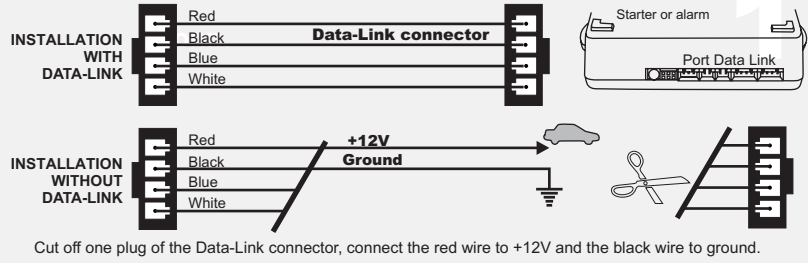 INSTALLATION
WITH
DATA-LINK
Red
Black
Blue
White
Data-Link connector
Starter or alarm
1
Port Data Link
INSTALLATION
WITHOUT
DATA-LINK
Red
Black
Blue
White
+12V
Ground
Cut off one plug of the Data-Link connector, connect the red wire to +12V and the black wire to ground.